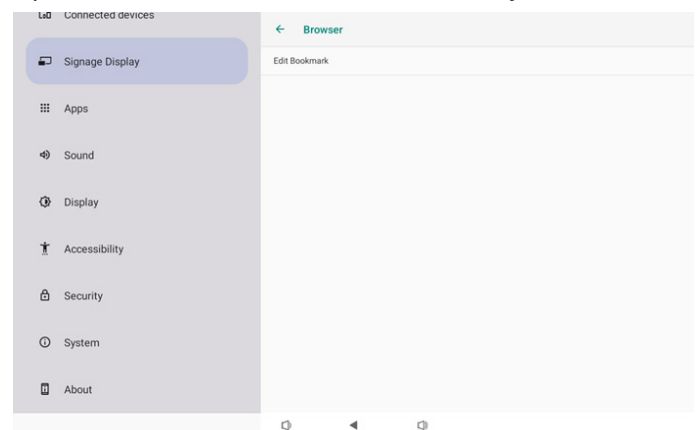 Connected devices
Browser
Signage Display
Edit Bookmark
Apps
Sound
Display
Accessibility
Security
System
About